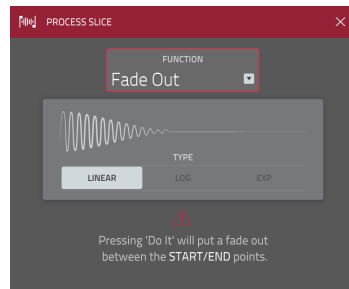 PROCESS SLICE
FUNCTION
Fade Out
TYPE
LINEAR LOG EXP
Pressing 'Do It' will put a fade out
between the START/END points.